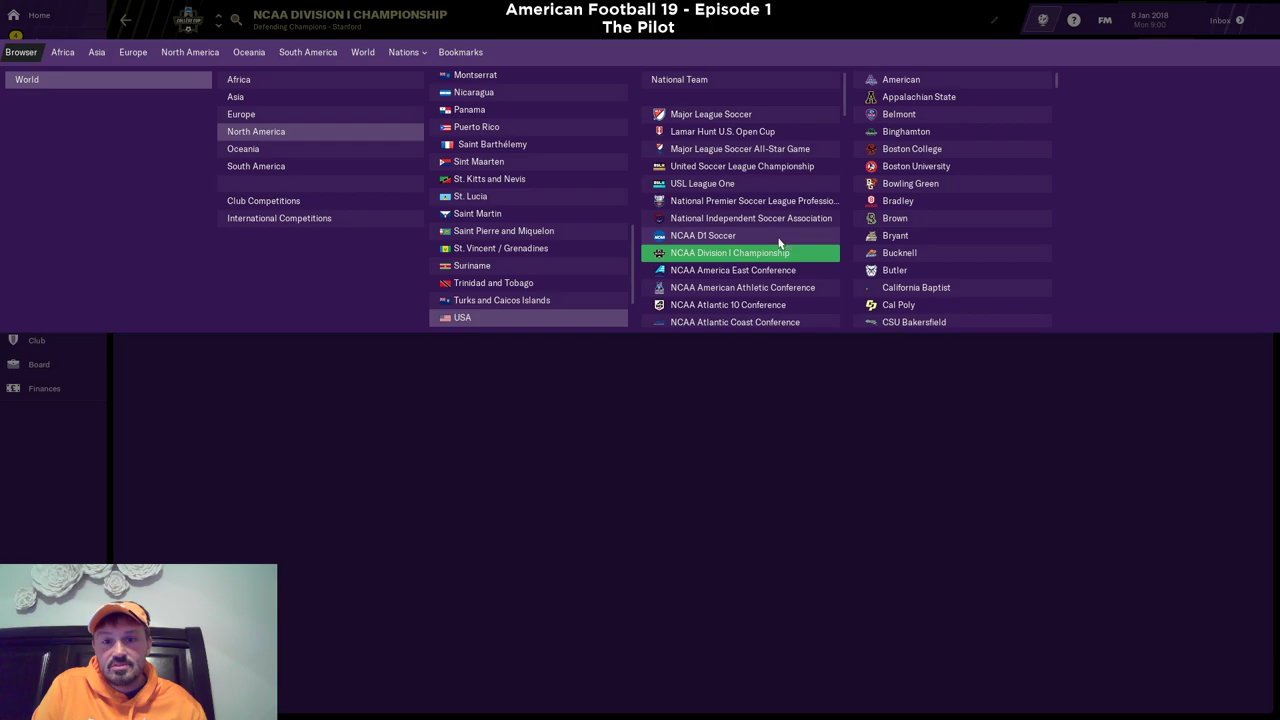 American Football 19 - Episode 1
The Pilot
Home
4
NCAA DIVISION I CHAMPIONSHIP
Defending Champions - Stanford
FM
8 Jan 2018
Mon 9:00
Inbox
Browser
Africa
Asia
Europe
North America
Oceania
South America
World
Nations
Bookmarks
World
Africa
Asia
Europe
North America
Oceania
South America
Club Competitions
International Competitions
Montserrat
Nicaragua
Panama
Puerto Rico
Saint Barthélemy
Sint Maarten
St. Kitts and Nevis
St. Lucia
Saint Martin
Saint Pierre and Miquelon
St. Vincent / Grenadines
Suriname
Trinidad and Tobago
Turks and Caicos Islands
USA
National Team
Major League Soccer
Lamar Hunt U.S. Open Cup
Major League Soccer All-Star Game
United Soccer League Championship
USL League One
National Premier Soccer League Professio...
National Independent Soccer Association
NCAA D1 Soccer
NCAA Division I Championship
NCAA America East Conference
NCAA American Athletic Conference
NCAA Atlantic 10 Conference
NCAA Atlantic Coast Conference
American
Appalachian State
Belmont
Binghamton
Boston College
Boston University
Bowling Green
Bradley
Brown
Bryant
Bucknell
Butler
California Baptist
Cal Poly
CSU Bakersfield
Club
Board
Finances